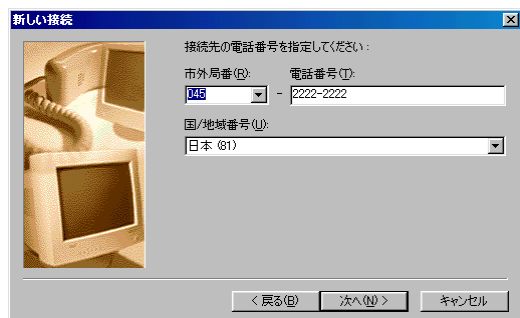 新しい接続
接続先の電話番号を指定してください:
市外局番(R): 電話番号(T):
045 - 2222-2222
国/地域番号(U):
日本 (81)
< 戻る(B) 次へ(N) > キャンセル